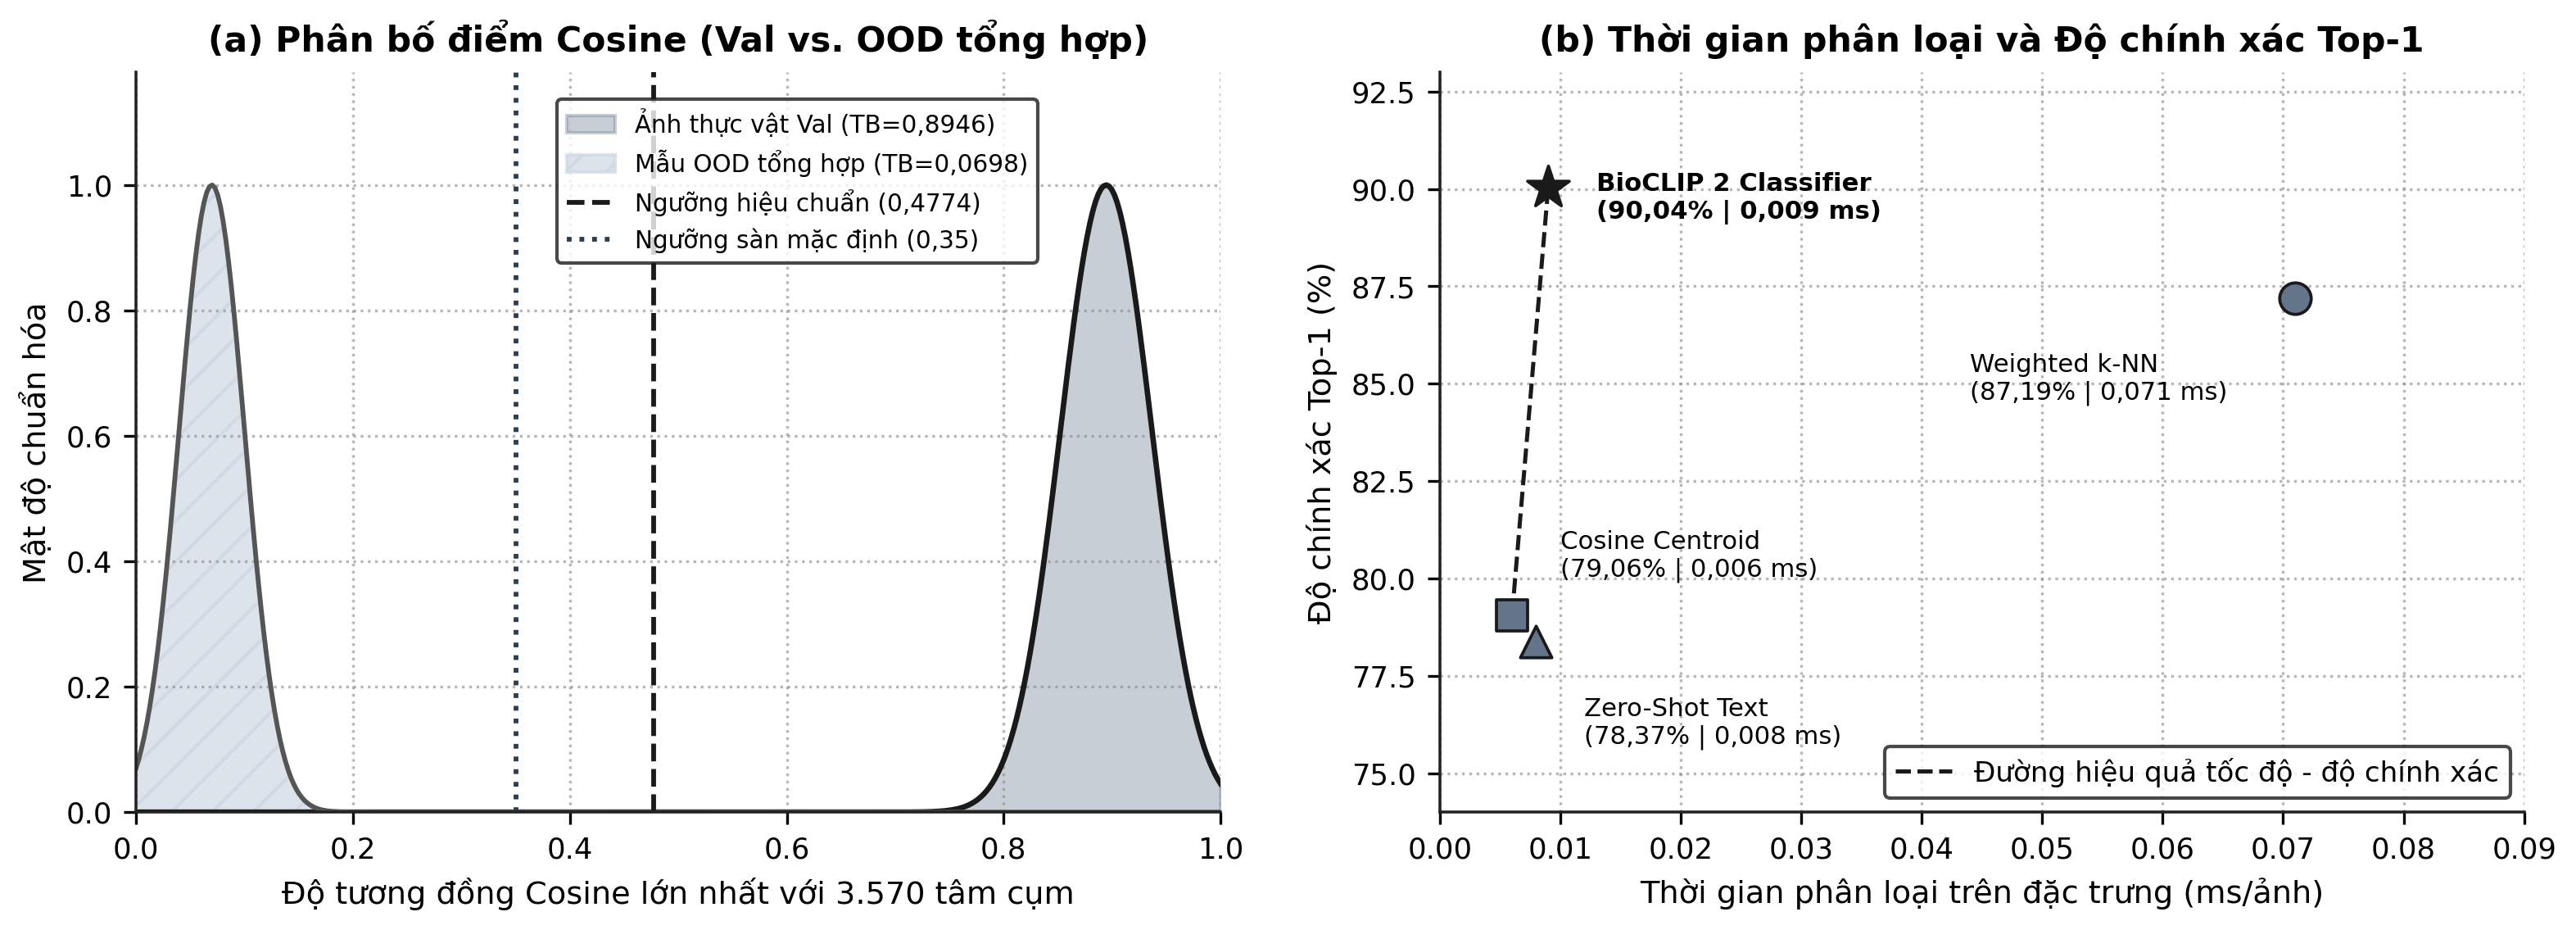 (a) Phân bố điểm Cosine (Val vs. OOD tổng hợp)
Mật độ chuẩn hóa
1.0
0.8
0.6
0.4
0.2
0.0
Ảnh thực vật Val (TB=0,8946)
Mẫu OOD tổng hợp (TB=0,0698)
Ngưỡng hiệu chuẩn (0,4774)
Ngưỡng sàn mặc định (0,35)
0.0 0.2 0.4 0.6 0.8 1.0
Độ tương đồng Cosine lớn nhất với 3.570 tâm cụm
(b) Thời gian phân loại và Độ chính xác Top-1
Độ chính xác Top-1 (%)
92.5
90.0
87.5
85.0
82.5
80.0
77.5
75.0
BioCLIP 2 Classifier
(90,04% | 0,009 ms)
Weighted k-NN
(87,19% | 0,071 ms)
Cosine Centroid
(79,06% | 0,006 ms)
Zero-Shot Text
(78,37% | 0,008 ms)
Đường hiệu quả tốc độ - độ chính xác
0.00 0.01 0.02 0.03 0.04 0.05 0.06 0.07 0.08 0.09
Thời gian phân loại trên đặc trưng (ms/ảnh)